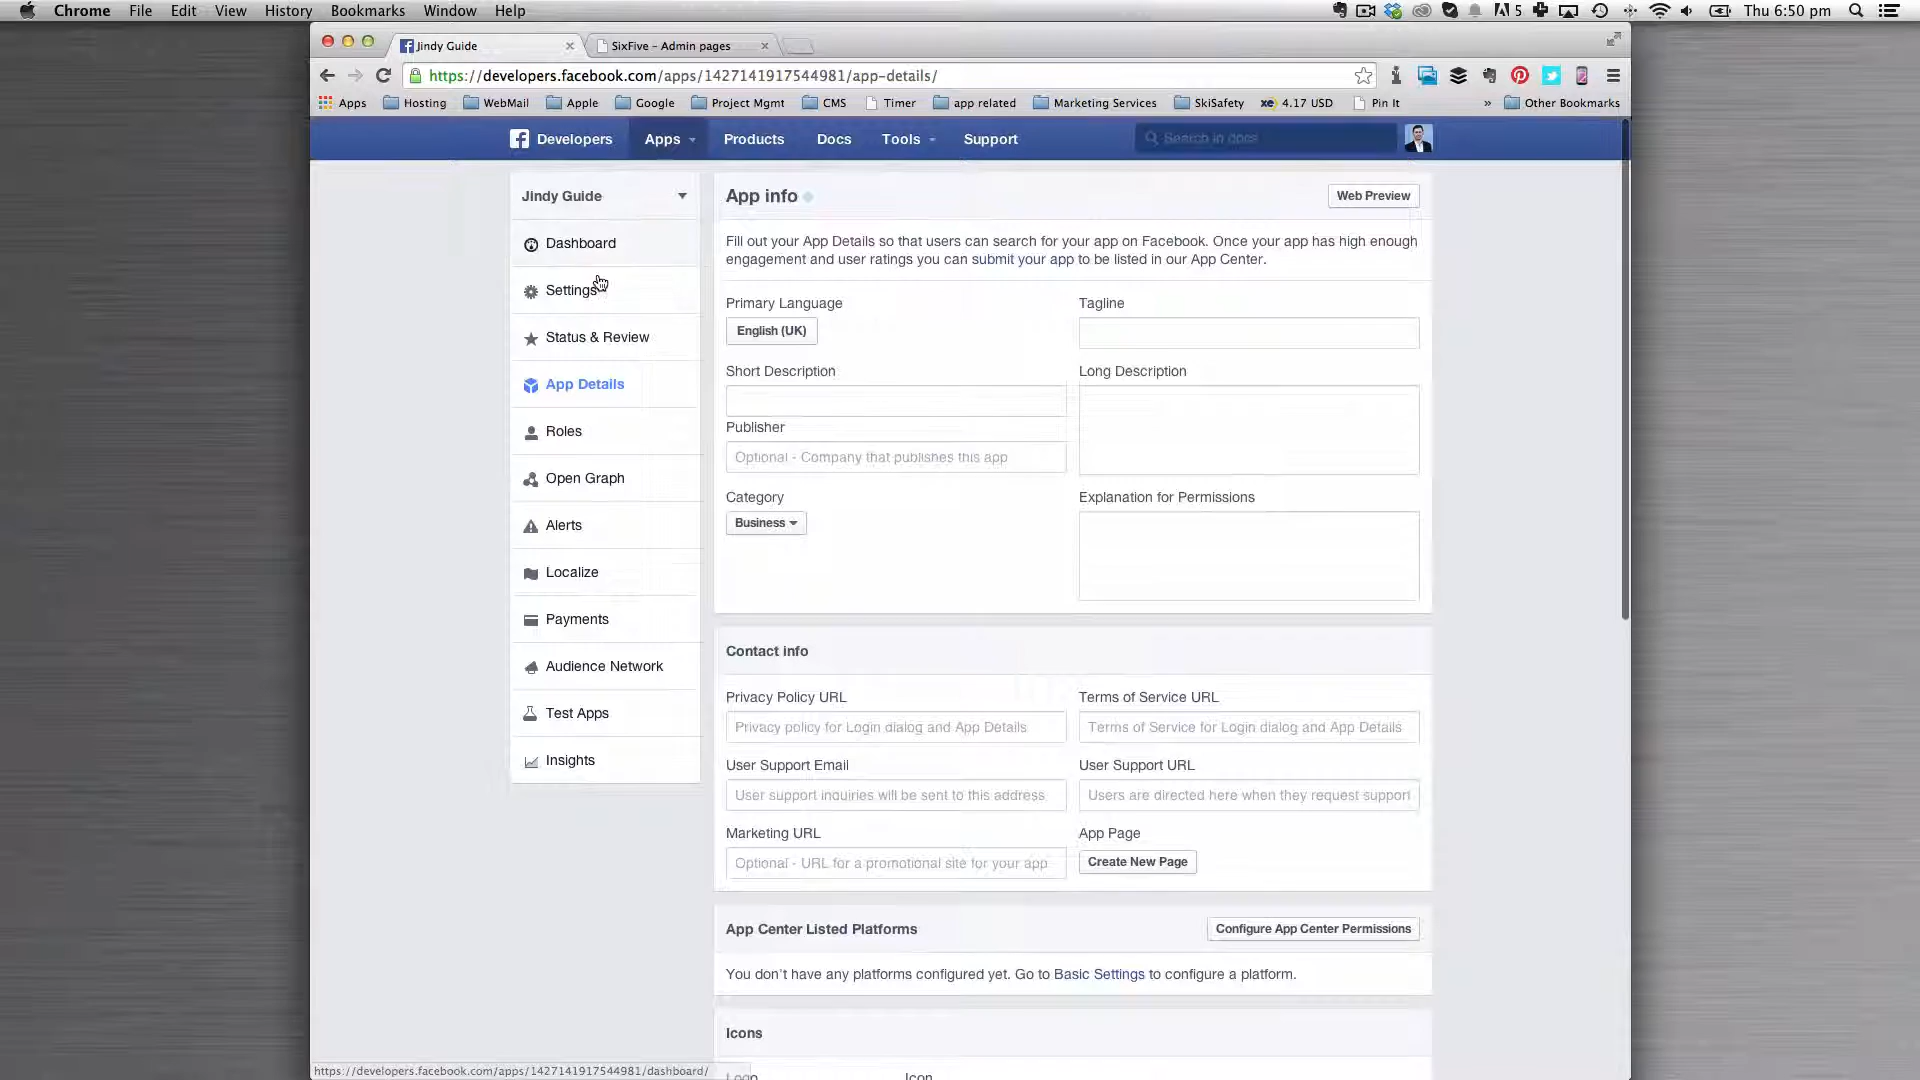 Chrome File Edit View History Bookmarks Window Help
5 Thu 6:50 pm
Jindy Guide
SixFive - Admin pages
https://developers.facebook.com/apps/1427141917544981/app-details/
Apps Hosting WebMail Apple Google Project Mgmt CMS Timer app related Marketing Services SkiSafety xe 4.17 USD Pin It » Other Bookmarks
Developers Apps Products Docs Tools Support Search in docs
Jindy Guide
Dashboard
Settings
Status & Review
App Details
Roles
Open Graph
Alerts
Localize
Payments
Audience Network
Test Apps
Insights
App info
Web Preview
Fill out your App Details so that users can search for your app on Facebook. Once your app has high enough
engagement and user ratings you can submit your app to be listed in our App Center.
Primary Language
English (UK)
Tagline
Short Description
Long Description
Publisher
Optional - Company that publishes this app
Category
Business
Explanation for Permissions
Contact info
Privacy Policy URL
Privacy policy for Login dialog and App Details
Terms of Service URL
Terms of Service for Login dialog and App Details
User Support Email
User support inquiries will be sent to this address
User Support URL
Users are directed here when they request support
Marketing URL
Optional - URL for a promotional site for your app
App Page
Create New Page
App Center Listed Platforms
Configure App Center Permissions
You don't have any platforms configured yet. Go to Basic Settings to configure a platform.
Icons
Logo Icon
https://developers.facebook.com/apps/1427141917544981/dashboard/